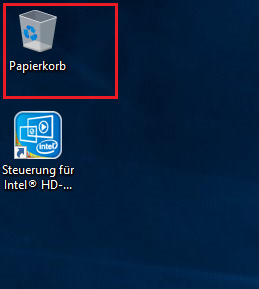 Papierkorb
intel
Steuerung für
Intel® HD-...